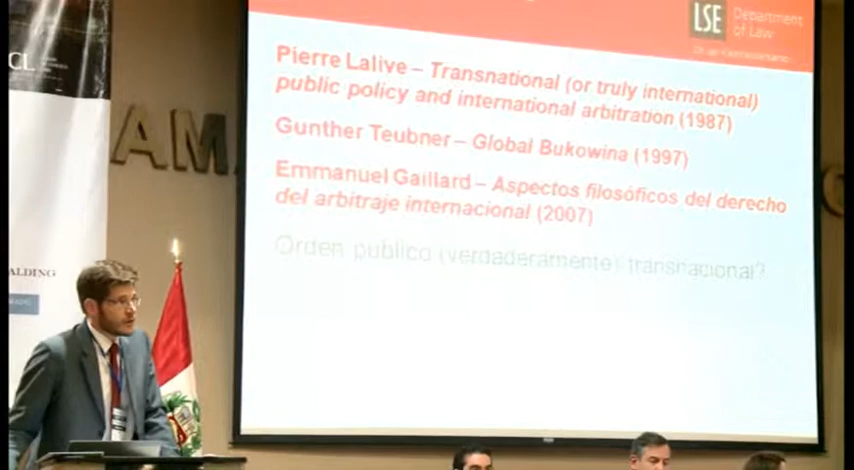 LSE
Department
of Law
CL
Pierre Lalive – Transnational (or truly international)
public policy and international arbitration (1987)
AM
Gunther Teubner – Global Bukowina (1997)
Emmanuel Gaillard – Aspectos filosóficos del derecho
del arbitraje internacional (2007)
Orden público (verdaderamente) transnacional?
ALDING